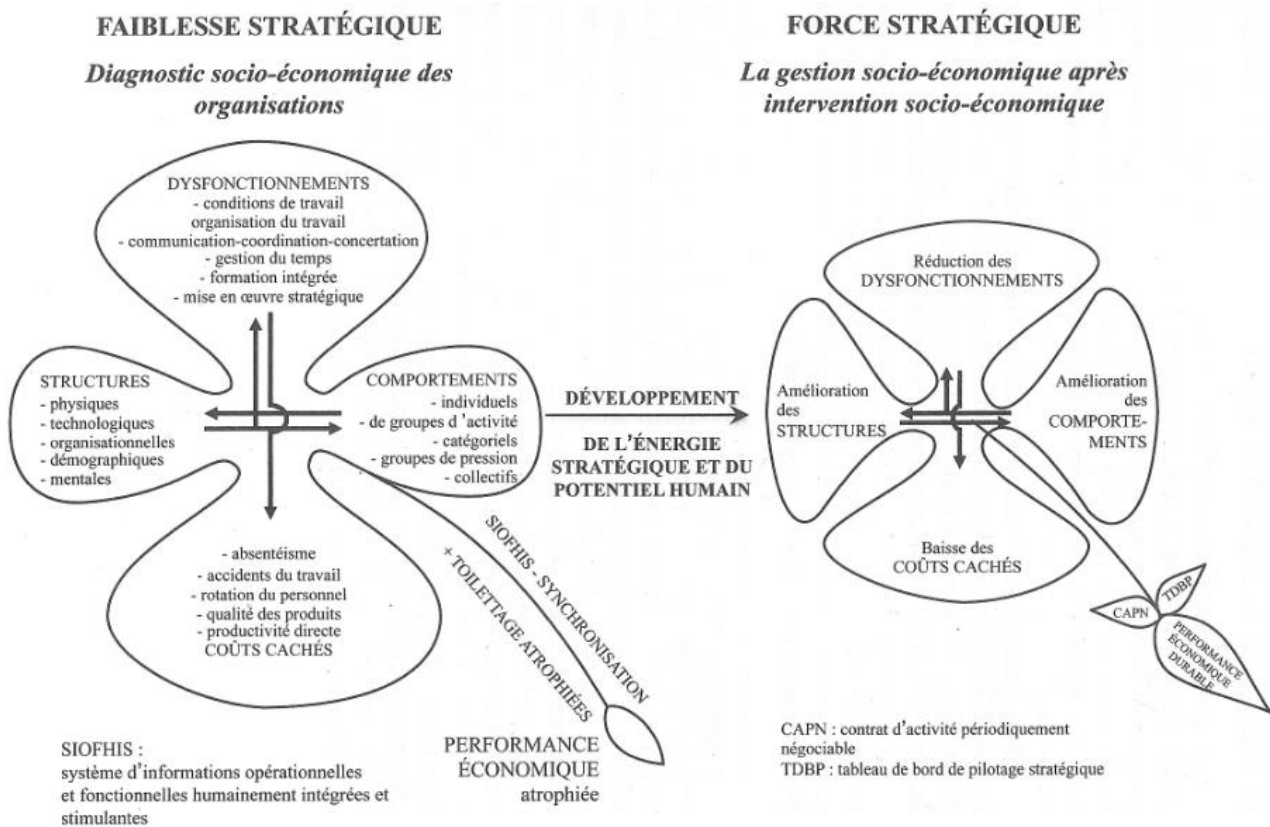 FAIBLESSE STRATÉGIQUE
Diagnostic socio-économique des
organisations
DYSFONCTIONNEMENTS
- conditions de travail
organisation du travail
- communication-coordination-concertation
- gestion du temps
- formation intégrée
- mise en œuvre stratégique
STRUCTURES
- physiques
- technologiques
- organisationnelles
- démographiques
- mentales
COMPORTEMENTS
- individuels
- de groupes d'activité
- catégoriels
- groupes de pression
- collectifs
- absentéisme
- accidents du travail
- rotation du personnel
- qualité des produits
- productivité directe
COÛTS CACHÉS
SIOFHIS - SYNCHRONISATION
+ TOILETTAGE ATROPHIÉES
PERFORMANCE
ÉCONOMIQUE
atrophiée
SIOFHIS :
système d'informations opérationnelles
et fonctionnelles humainement intégrées et
stimulantes
DÉVELOPPEMENT
DE L'ÉNERGIE
STRATÉGIQUE ET DU
POTENTIEL HUMAIN
FORCE STRATÉGIQUE
La gestion socio-économique après
intervention socio-économique
Réduction des
DYSFONCTIONNEMENTS
Amélioration
des
STRUCTURES
Amélioration
des
COMPORTE-
MENTS
Baisse des
COÛTS CACHÉS
CAPN
TDBP
PERFORMANCE
ÉCONOMIQUE
DURABLE
CAPN : contrat d'activité périodiquement
négociable
TDBP : tableau de bord de pilotage stratégique